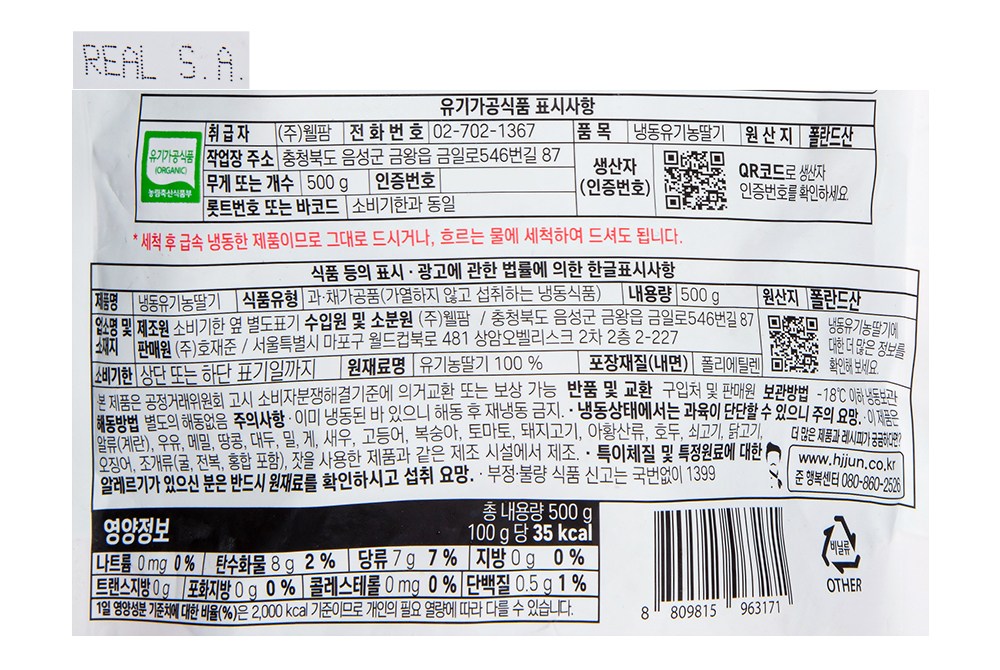 REAL S.A.
유기가공식품 표시사항
유기가공식품
(ORGANIC)
농림축산식품부
취급자 (주)웰팜 전화번호 02-702-1367 품목 냉동유기농딸기 원산지 폴란드산
작업장 주소 충청북도 음성군 금왕읍 금일로546번길 87
무게 또는 개수 500 g 인증번호
롯트번호 또는 바코드 소비기한과 동일
생산자
(인증번호)
QR코드로 생산자
인증번호를 확인하세요.
* 세척 후 급속 냉동한 제품이므로 그대로 드시거나, 흐르는 물에 세척하여 드셔도 됩니다.
식품 등의 표시·광고에 관한 법률에 의한 한글표시사항
제품명 냉동유기농딸기 식품유형 과·채가공품(가열하지 않고 섭취하는 냉동식품) 내용량 500 g 원산지 폴란드산
업소명 및 소재지 제조원 소비기한 옆 별도표기 수입원 및 소분원 (주)웰팜 / 충청북도 음성군 금왕읍 금일로546번길 87
판매원 (주)호재준 / 서울특별시 마포구 월드컵북로 481 상암오벨리스크 2차 2층 2-227
냉동유기농딸기에
대한 더 많은 정보를
확인해 보세요.
소비기한 상단 또는 하단 표기일까지 원재료명 유기농딸기 100 % 포장재질(내면) 폴리에틸렌
본 제품은 공정거래위원회 고시 소비자분쟁해결기준에 의거교환 또는 보상 가능 반품 및 교환 구입처 및 판매원 보관방법 -18℃ 이하 냉동보관
해동방법 별도의 해동없음 주의사항 · 이미 냉동된 바 있으니 해동 후 재냉동 금지. · 냉동상태에서는 과육이 단단할 수 있으니 주의 요망. · 이 제품은
알류(계란), 우유, 메밀, 땅콩, 대두, 밀, 게, 새우, 고등어, 복숭아, 토마토, 돼지고기, 아황산류, 호두, 쇠고기, 닭고기,
오징어, 조개류(굴, 전복, 홍합 포함), 잣을 사용한 제품과 같은 제조 시설에서 제조. · 특이체질 및 특정원료에 대한
알레르기가 있으신 분은 반드시 원재료를 확인하시고 섭취 요망. · 부정·불량 식품 신고는 국번없이 1399
더 많은 제품과 레시피가 궁금하다면?
www.hjjun.co.kr
준 행복센터 080-860-2526
영양정보
총 내용량 500 g
100 g 당 35 kcal
나트륨 0 mg 0 % 탄수화물 8 g 2 % 당류 7 g 7 % 지방 0 g 0 %
트랜스지방 0 g 포화지방 0 g 0 % 콜레스테롤 0 mg 0 % 단백질 0.5 g 1 %
1일 영양성분 기준치에 대한 비율(%)은 2,000 kcal 기준이므로 개인의 필요 열량에 따라 다를 수 있습니다.
8 809815 963171
비닐류
OTHER